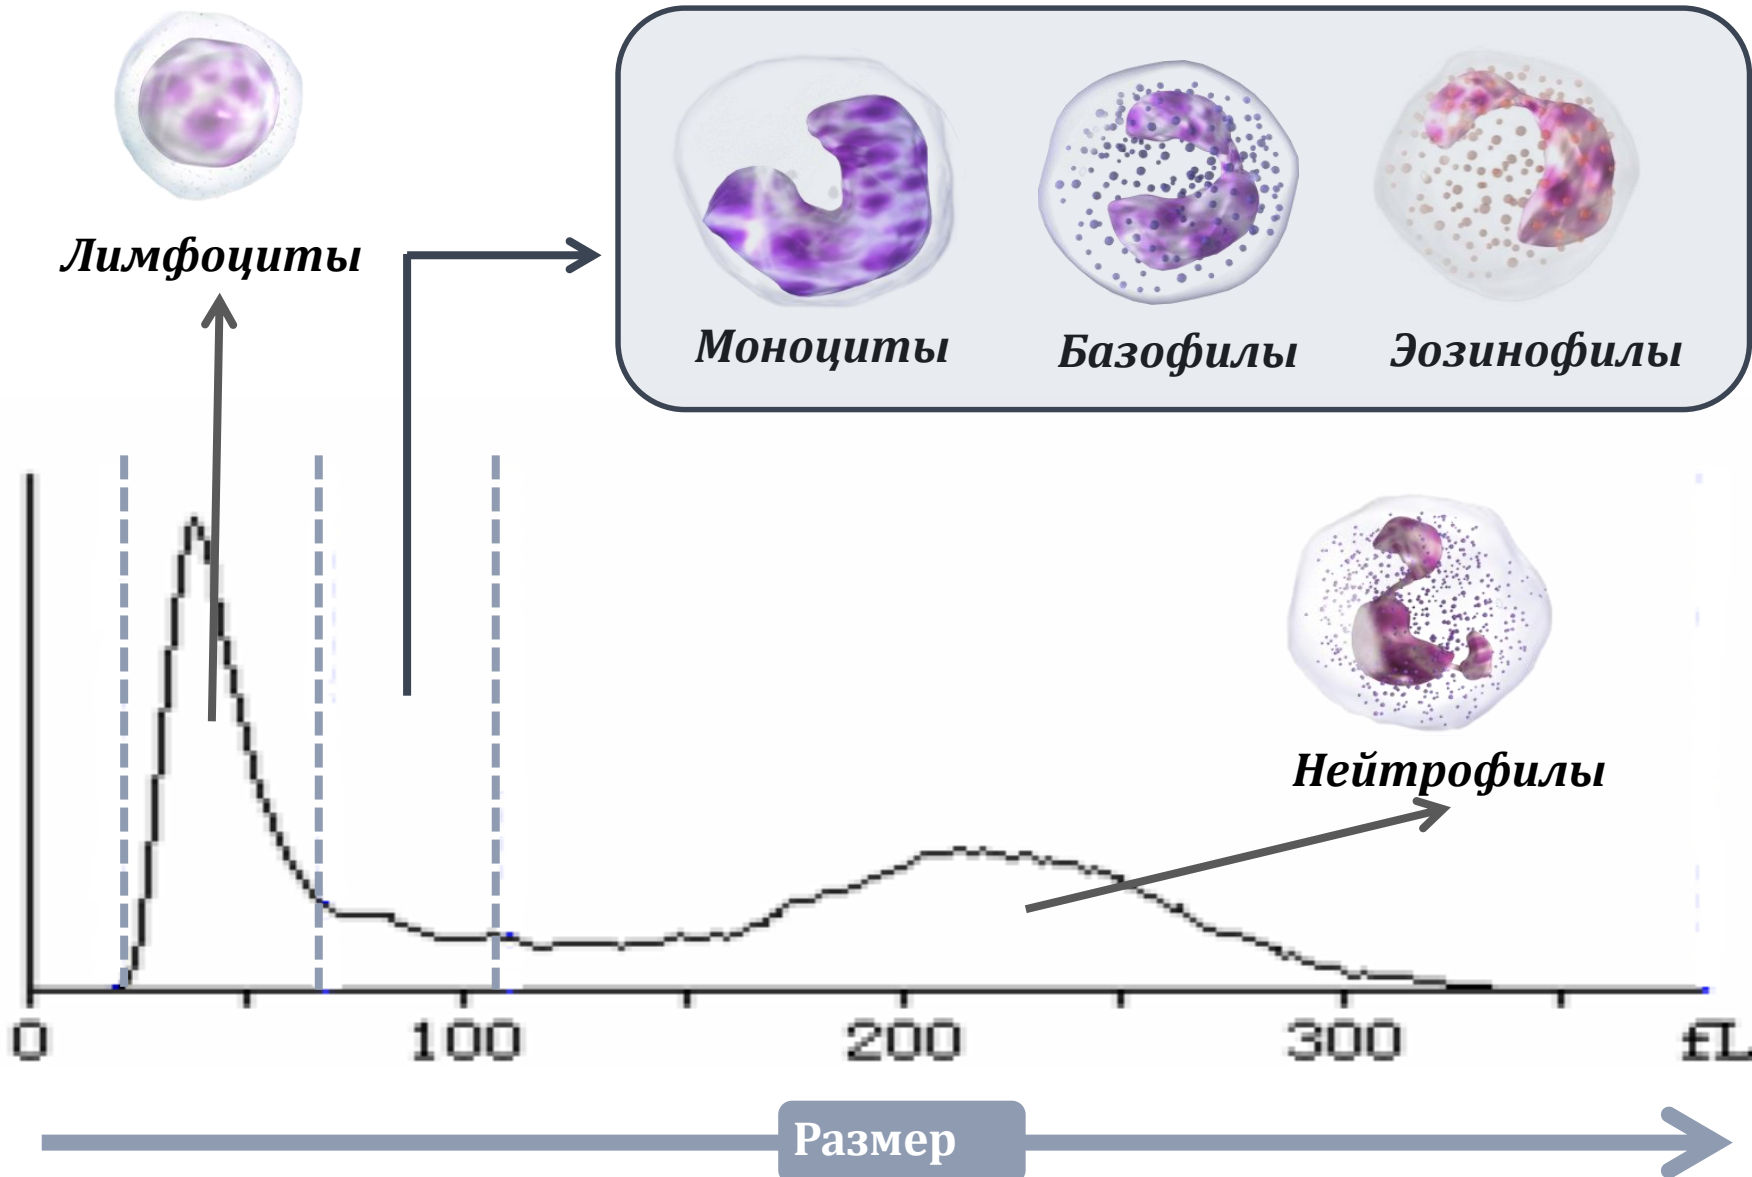 Лимфоциты
Моноциты
Базофилы
Эозинофилы
Нейтрофилы
0
100
200
300
fL
Размер